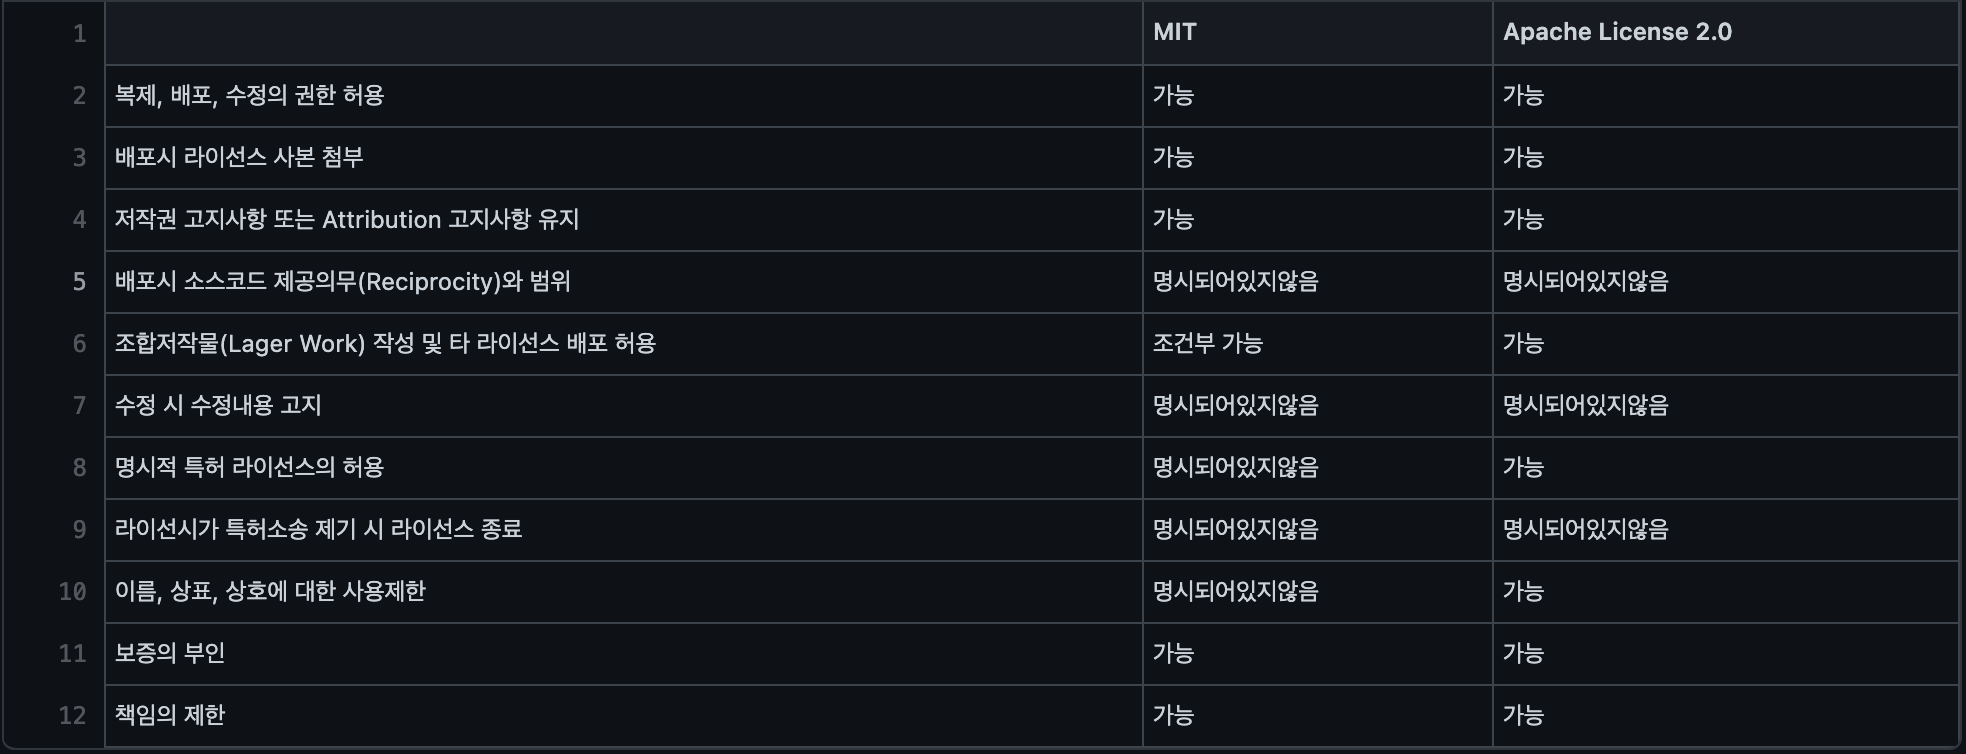 1 MIT Apache License 2.0
2 복제, 배포, 수정의 권한 허용 가능 가능
3 배포시 라이선스 사본 첨부 가능 가능
4 저작권 고지사항 또는 Attribution 고지사항 유지 가능 가능
5 배포시 소스코드 제공의무(Reciprocity)와 범위 명시되어있지않음 명시되어있지않음
6 조합저작물(Lager Work) 작성 및 타 라이선스 배포 허용 조건부 가능 가능
7 수정 시 수정내용 고지 명시되어있지않음 명시되어있지않음
8 명시적 특허 라이선스의 허용 명시되어있지않음 가능
9 라이선시가 특허소송 제기 시 라이선스 종료 명시되어있지않음 명시되어있지않음
10 이름, 상표, 상호에 대한 사용제한 명시되어있지않음 가능
11 보증의 부인 가능 가능
12 책임의 제한 가능 가능